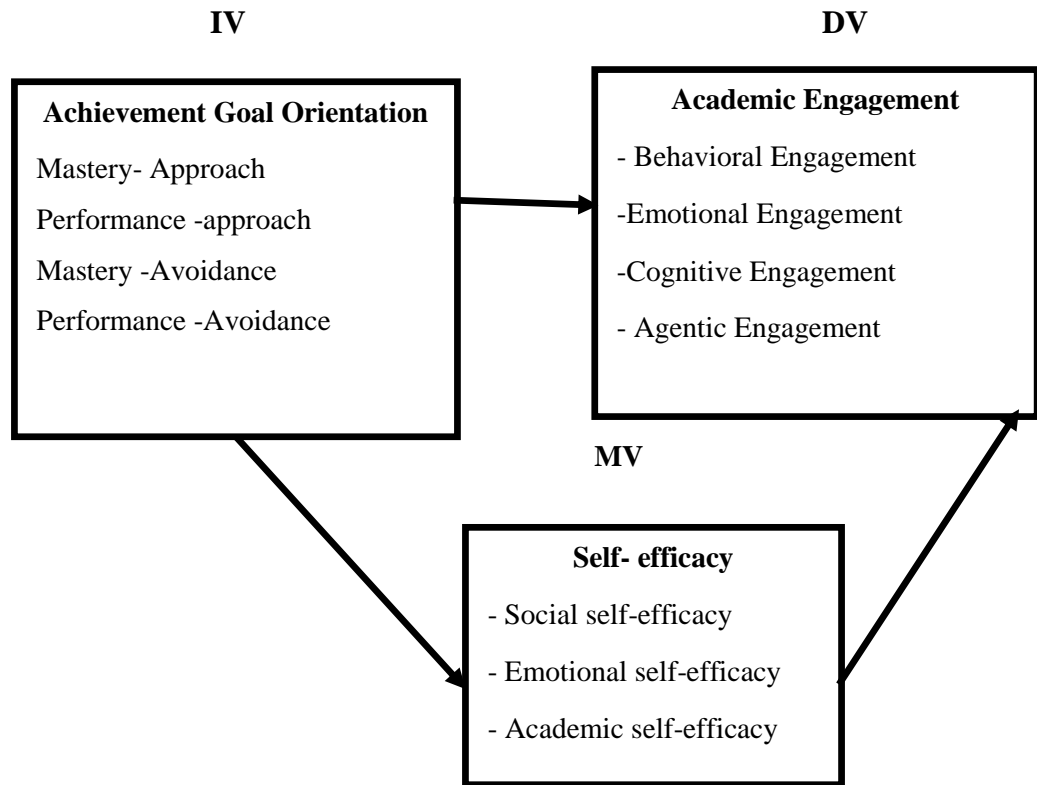 IV
DV
Achievement Goal Orientation
Mastery- Approach
Performance -approach
Mastery -Avoidance
Performance -Avoidance
Academic Engagement
- Behavioral Engagement
-Emotional Engagement
-Cognitive Engagement
- Agentic Engagement
MV
Self- efficacy
- Social self-efficacy
- Emotional self-efficacy
- Academic self-efficacy